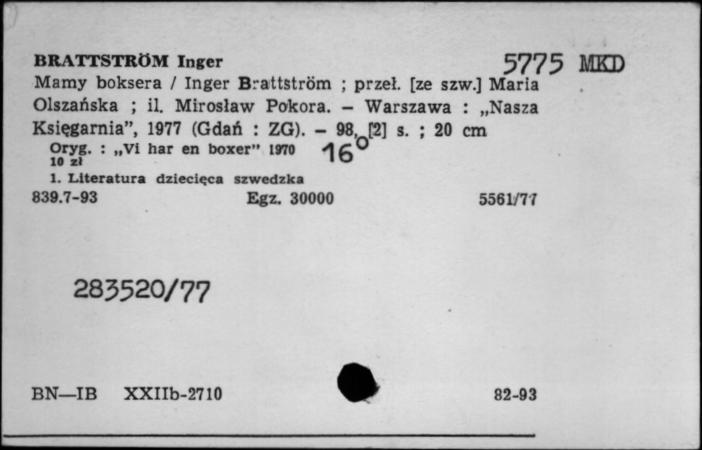 BRATTSTRÖM Inger 5775 MKD
Mamy boksera / Inger Brattström ; przeł. [ze szw.] Maria
Olszańska ; il. Mirosław Pokora. — Warszawa : „Nasza
Księgarnia”, 1977 (Gdań : ZG). — 98, [2] s. ; 20 cm
Oryg. : „Vi har en boxer” 1970 16°
10 zł
1. Literatura dziecięca szwedzka
839.7-93 Egz. 30000 5561/77
283520/77
BN—IB XXIIb-2710 82-93